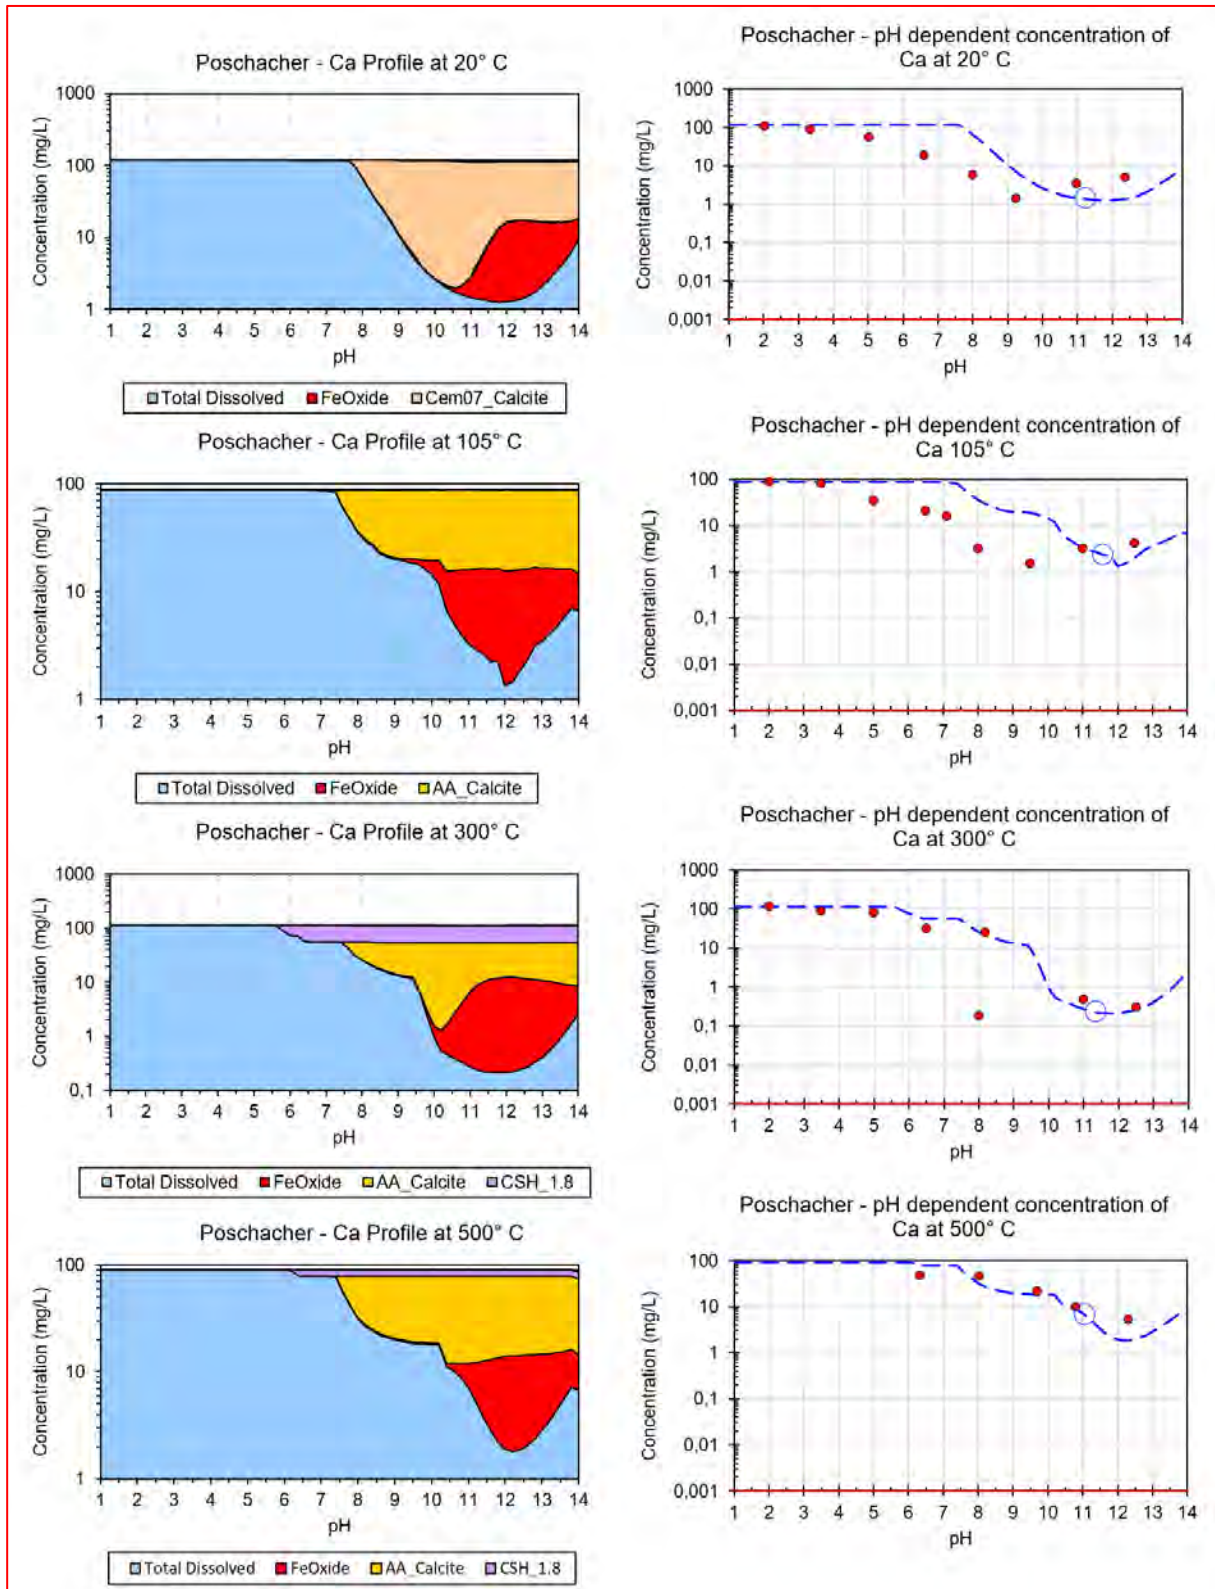 Poschacher - Ca Profile at 20° C
Concentration (mg/L)
1000
100
10
1
1 2 3 4 5 6 7 8 9 10 11 12 13 14
pH
Total Dissolved FeOxide Cem07_Calcite
Poschacher - pH dependent concentration of
Ca at 20° C
Concentration (mg/L)
1000
100
10
1
0,1
0,01
0,001
1 2 3 4 5 6 7 8 9 10 11 12 13 14
pH
Poschacher - Ca Profile at 105° C
Concentration (mg/L)
100
10
1
1 2 3 4 5 6 7 8 9 10 11 12 13 14
pH
Total Dissolved FeOxide AA_Calcite
Poschacher - pH dependent concentration of
Ca 105° C
Concentration (mg/L)
100
10
1
0,1
0,01
0,001
1 2 3 4 5 6 7 8 9 10 11 12 13 14
pH
Poschacher - Ca Profile at 300° C
Concentration (mg/L)
1000
100
10
1
0,1
1 2 3 4 5 6 7 8 9 10 11 12 13 14
pH
Total Dissolved FeOxide AA_Calcite CSH_1.8
Poschacher - pH dependent concentration of
Ca at 300° C
Concentration (mg/L)
1000
100
10
1
0,1
0,01
0,001
1 2 3 4 5 6 7 8 9 10 11 12 13 14
pH
Poschacher - Ca Profile at 500° C
Concentration (mg/L)
100
10
1
1 2 3 4 5 6 7 8 9 10 11 12 13 14
pH
Total Dissolved FeOxide AA_Calcite CSH_1.8
Poschacher - pH dependent concentration of
Ca at 500° C
Concentration (mg/L)
100
10
1
0,1
0,01
0,001
1 2 3 4 5 6 7 8 9 10 11 12 13 14
pH